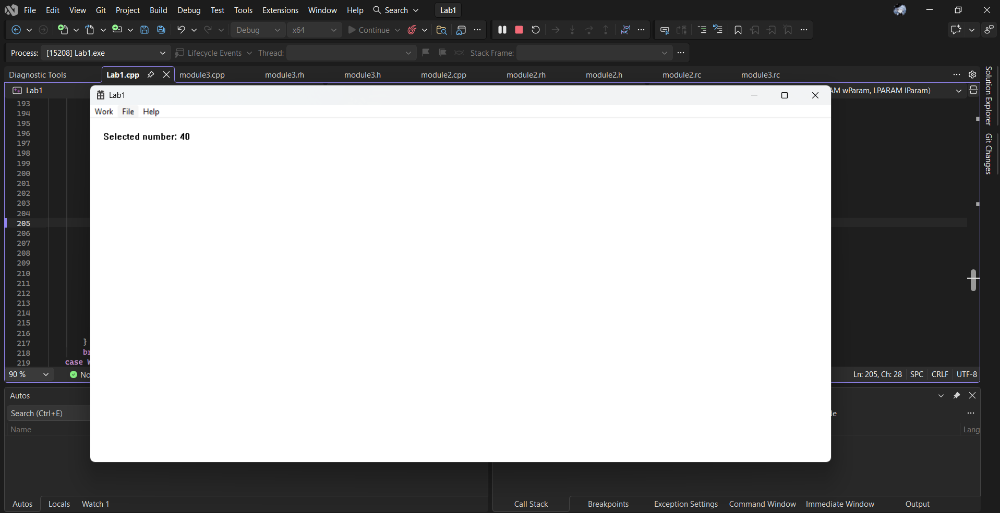 File Edit View Git Project Build Debug Test Tools Extensions Window Help Search Lab1
Debug x64 Continue
Process: [15208] Lab1.exe Lifecycle Events Thread: Stack Frame:
Diagnostic Tools Lab1.cpp module3.cpp module3.rh module3.h module2.cpp module2.rh module2.h module2.rc module3.rc
Solution Explorer
Git Changes
Lab1 AM wParam, LPARAM lParam)
Lab1
Work File Help
Selected number: 40
193
194
195
196
197
198
199
200
201
202
203
204
205
206
207
208
209
210
211
212
213
214
215
216
217 }
218 br
219 case W
90 % No Ln: 205, Ch: 28 SPC CRLF UTF-8
Autos
Search (Ctrl+E) de
Name Lang
Autos Locals Watch 1 Call Stack Breakpoints Exception Settings Command Window Immediate Window Output